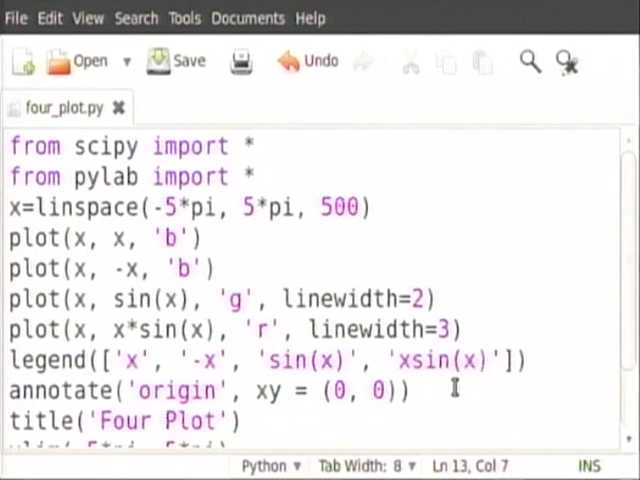 File Edit View Search Tools Documents Help
Open Save Undo
four_plot.py
from scipy import *
from pylab import *
x=linspace(-5*pi, 5*pi, 500)
plot(x, x, 'b')
plot(x, -x, 'b')
plot(x, sin(x), 'g', linewidth=2)
plot(x, x*sin(x), 'r', linewidth=3)
legend(['x', '-x', 'sin(x)', 'xsin(x)'])
annotate('origin', xy = (0, 0))
title('Four Plot')
Python Tab Width: 8 Ln 13, Col 7 INS